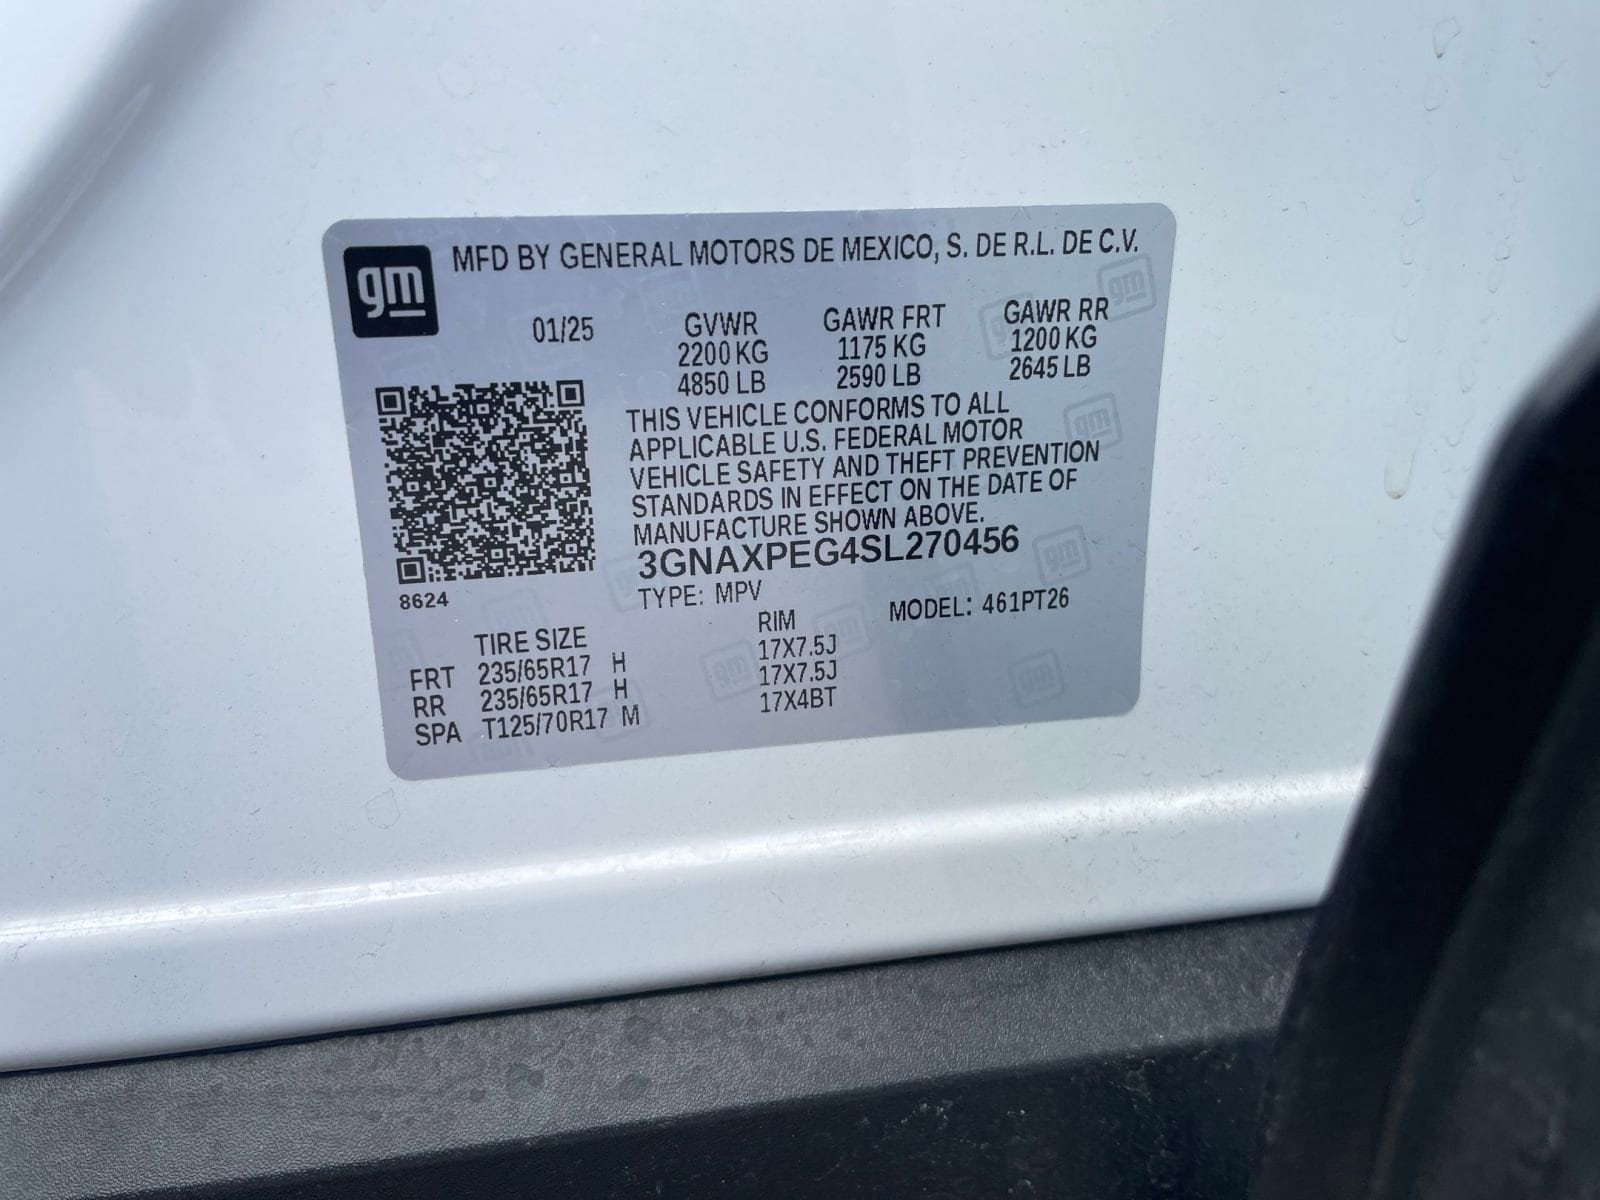 gm MFD BY GENERAL MOTORS DE MEXICO, S. DE R.L. DE C.V.
01/25 GVWR GAWR FRT GAWR RR
2200 KG 1175 KG 1200 KG
4850 LB 2590 LB 2645 LB
THIS VEHICLE CONFORMS TO ALL
APPLICABLE U.S. FEDERAL MOTOR
VEHICLE SAFETY AND THEFT PREVENTION
STANDARDS IN EFFECT ON THE DATE OF
MANUFACTURE SHOWN ABOVE.
3GNAXPEG4SL270456
8624
TYPE: MPV MODEL: 461PT26
TIRE SIZE RIM
FRT 235/65R17 H 17X7.5J
RR 235/65R17 H 17X7.5J
SPA T125/70R17 M 17X4BT